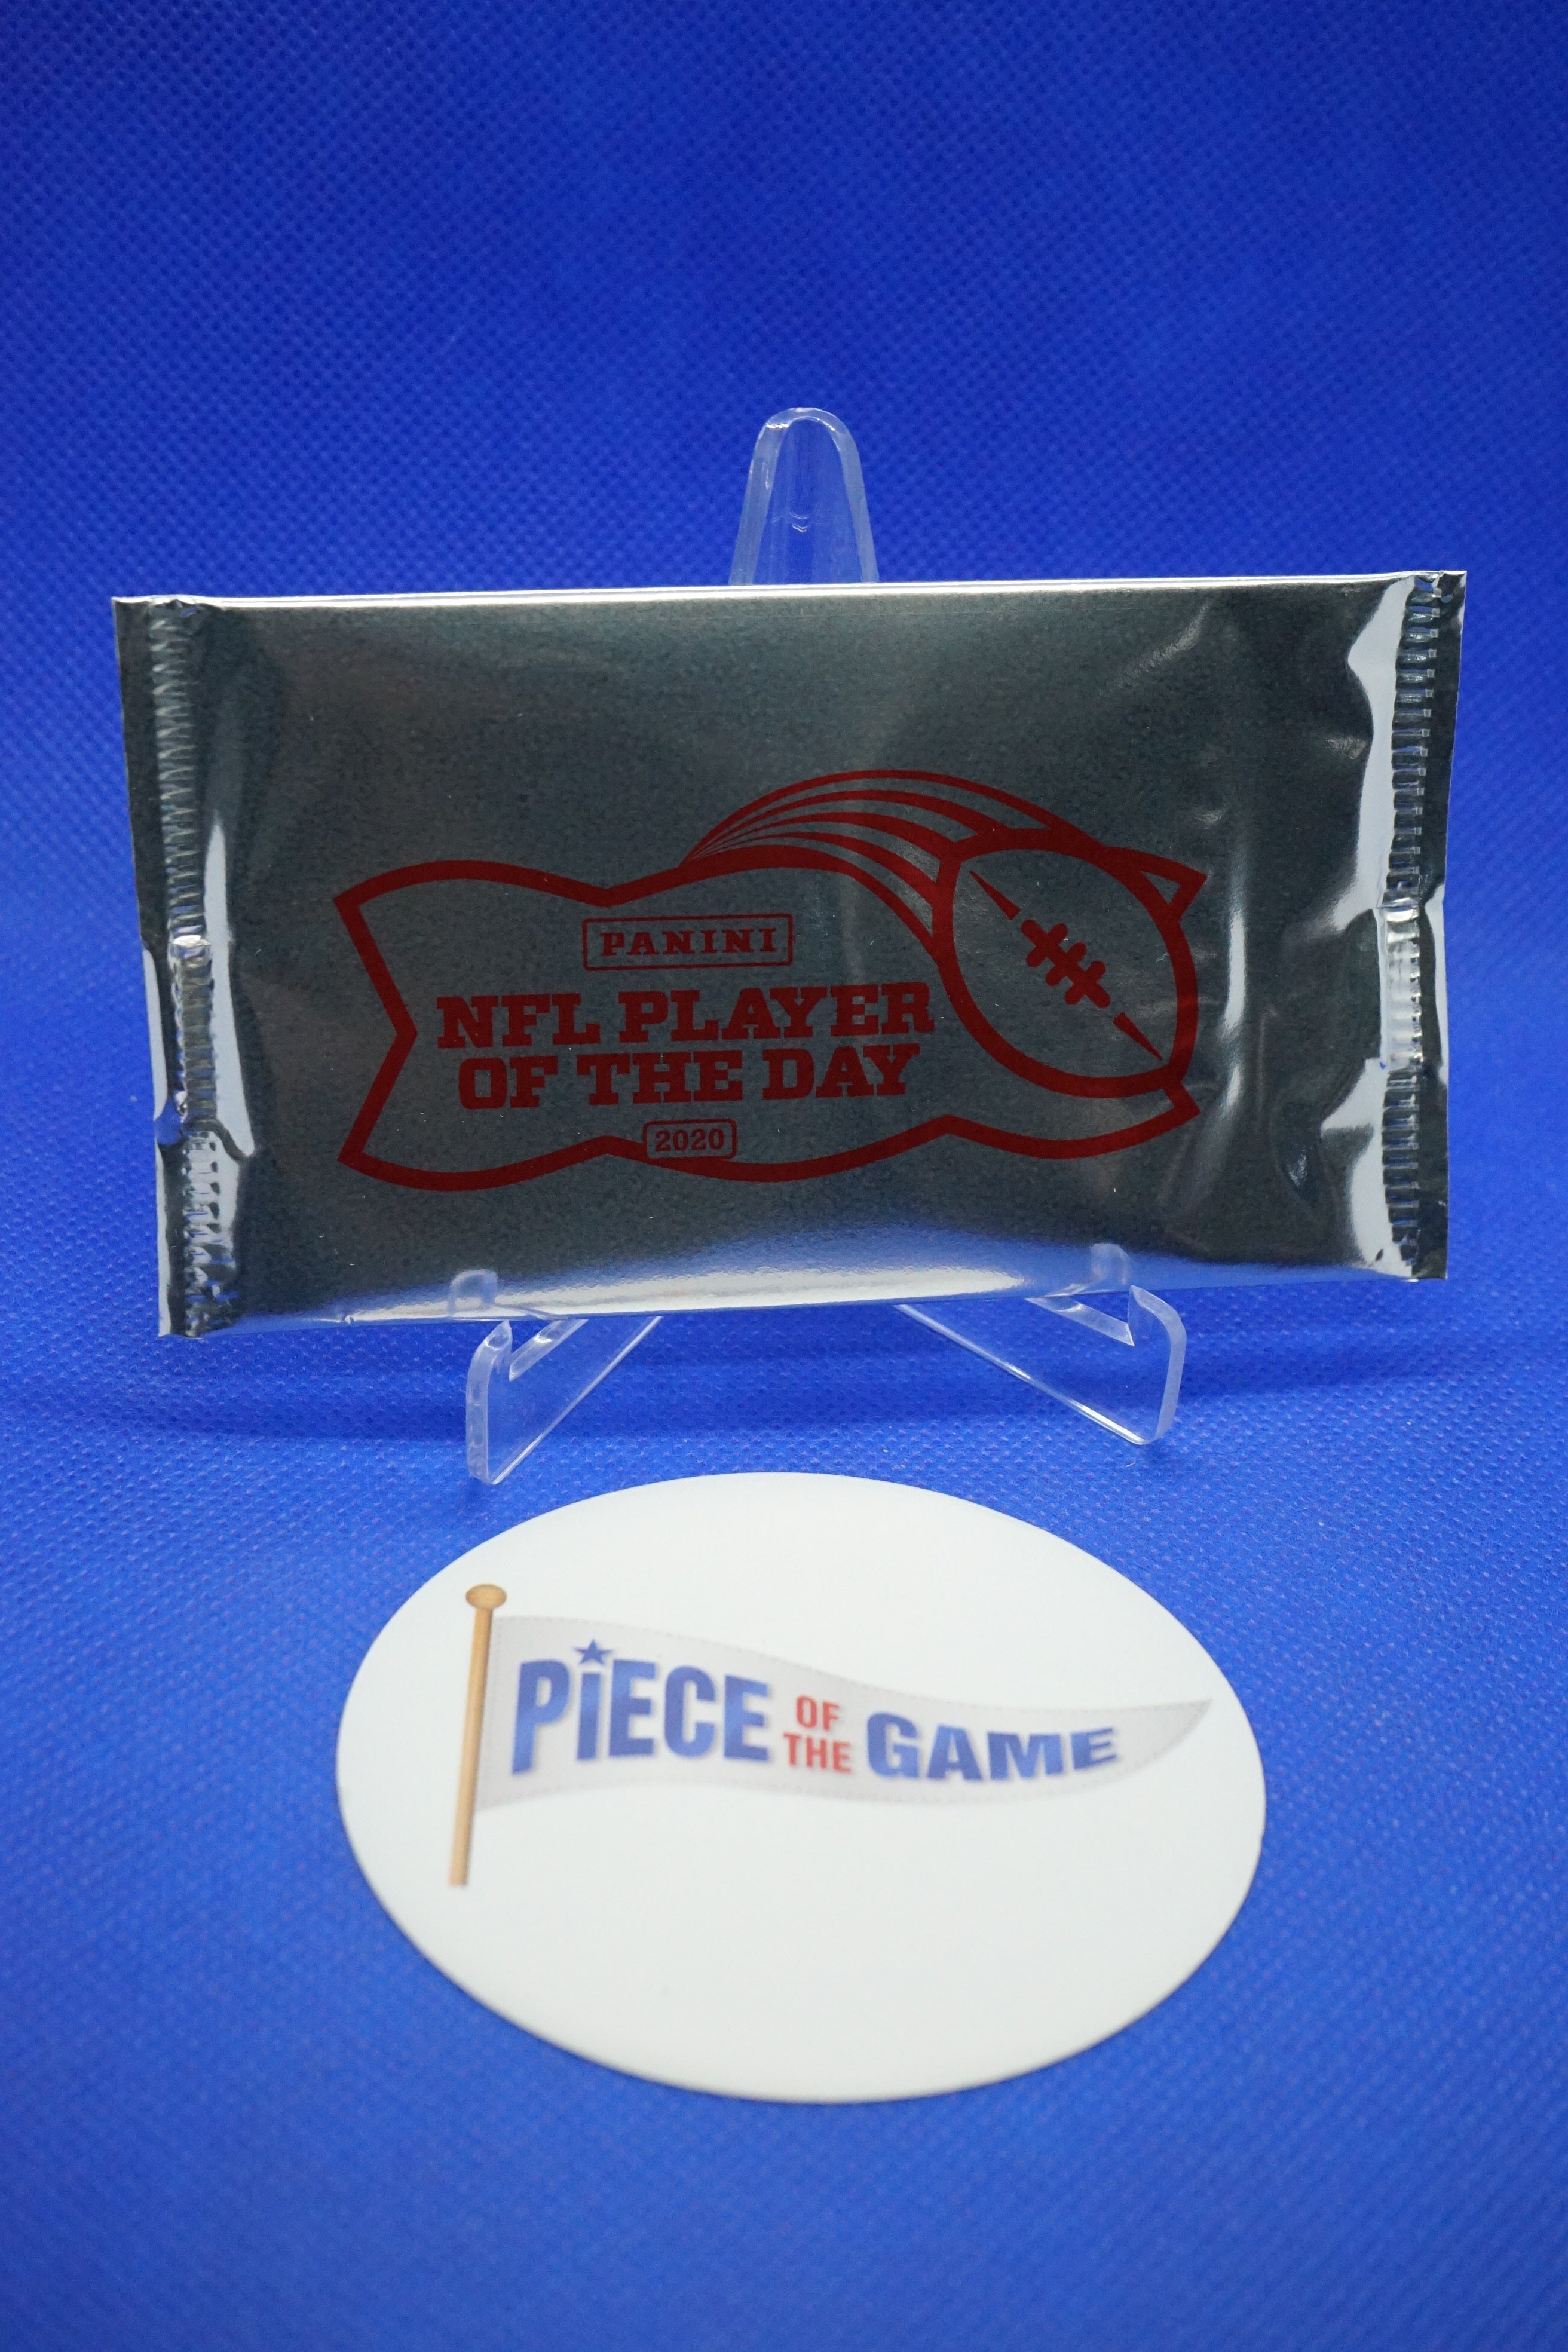 PANINI
NFL PLAYER
OF THE DAY
2020
PiECE OF THE GAME